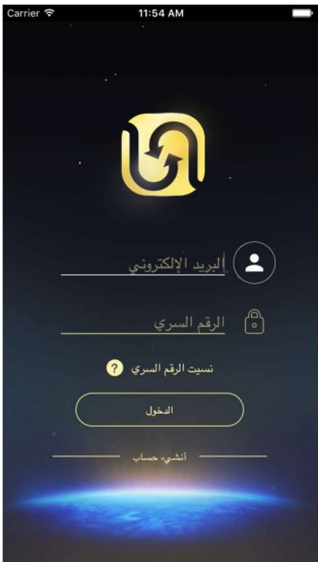 Carrier 11:54 AM
البريد الإلكتروني
الرقم السري
نسيت الرقم السري ?
الدخول
أنشيء حساب